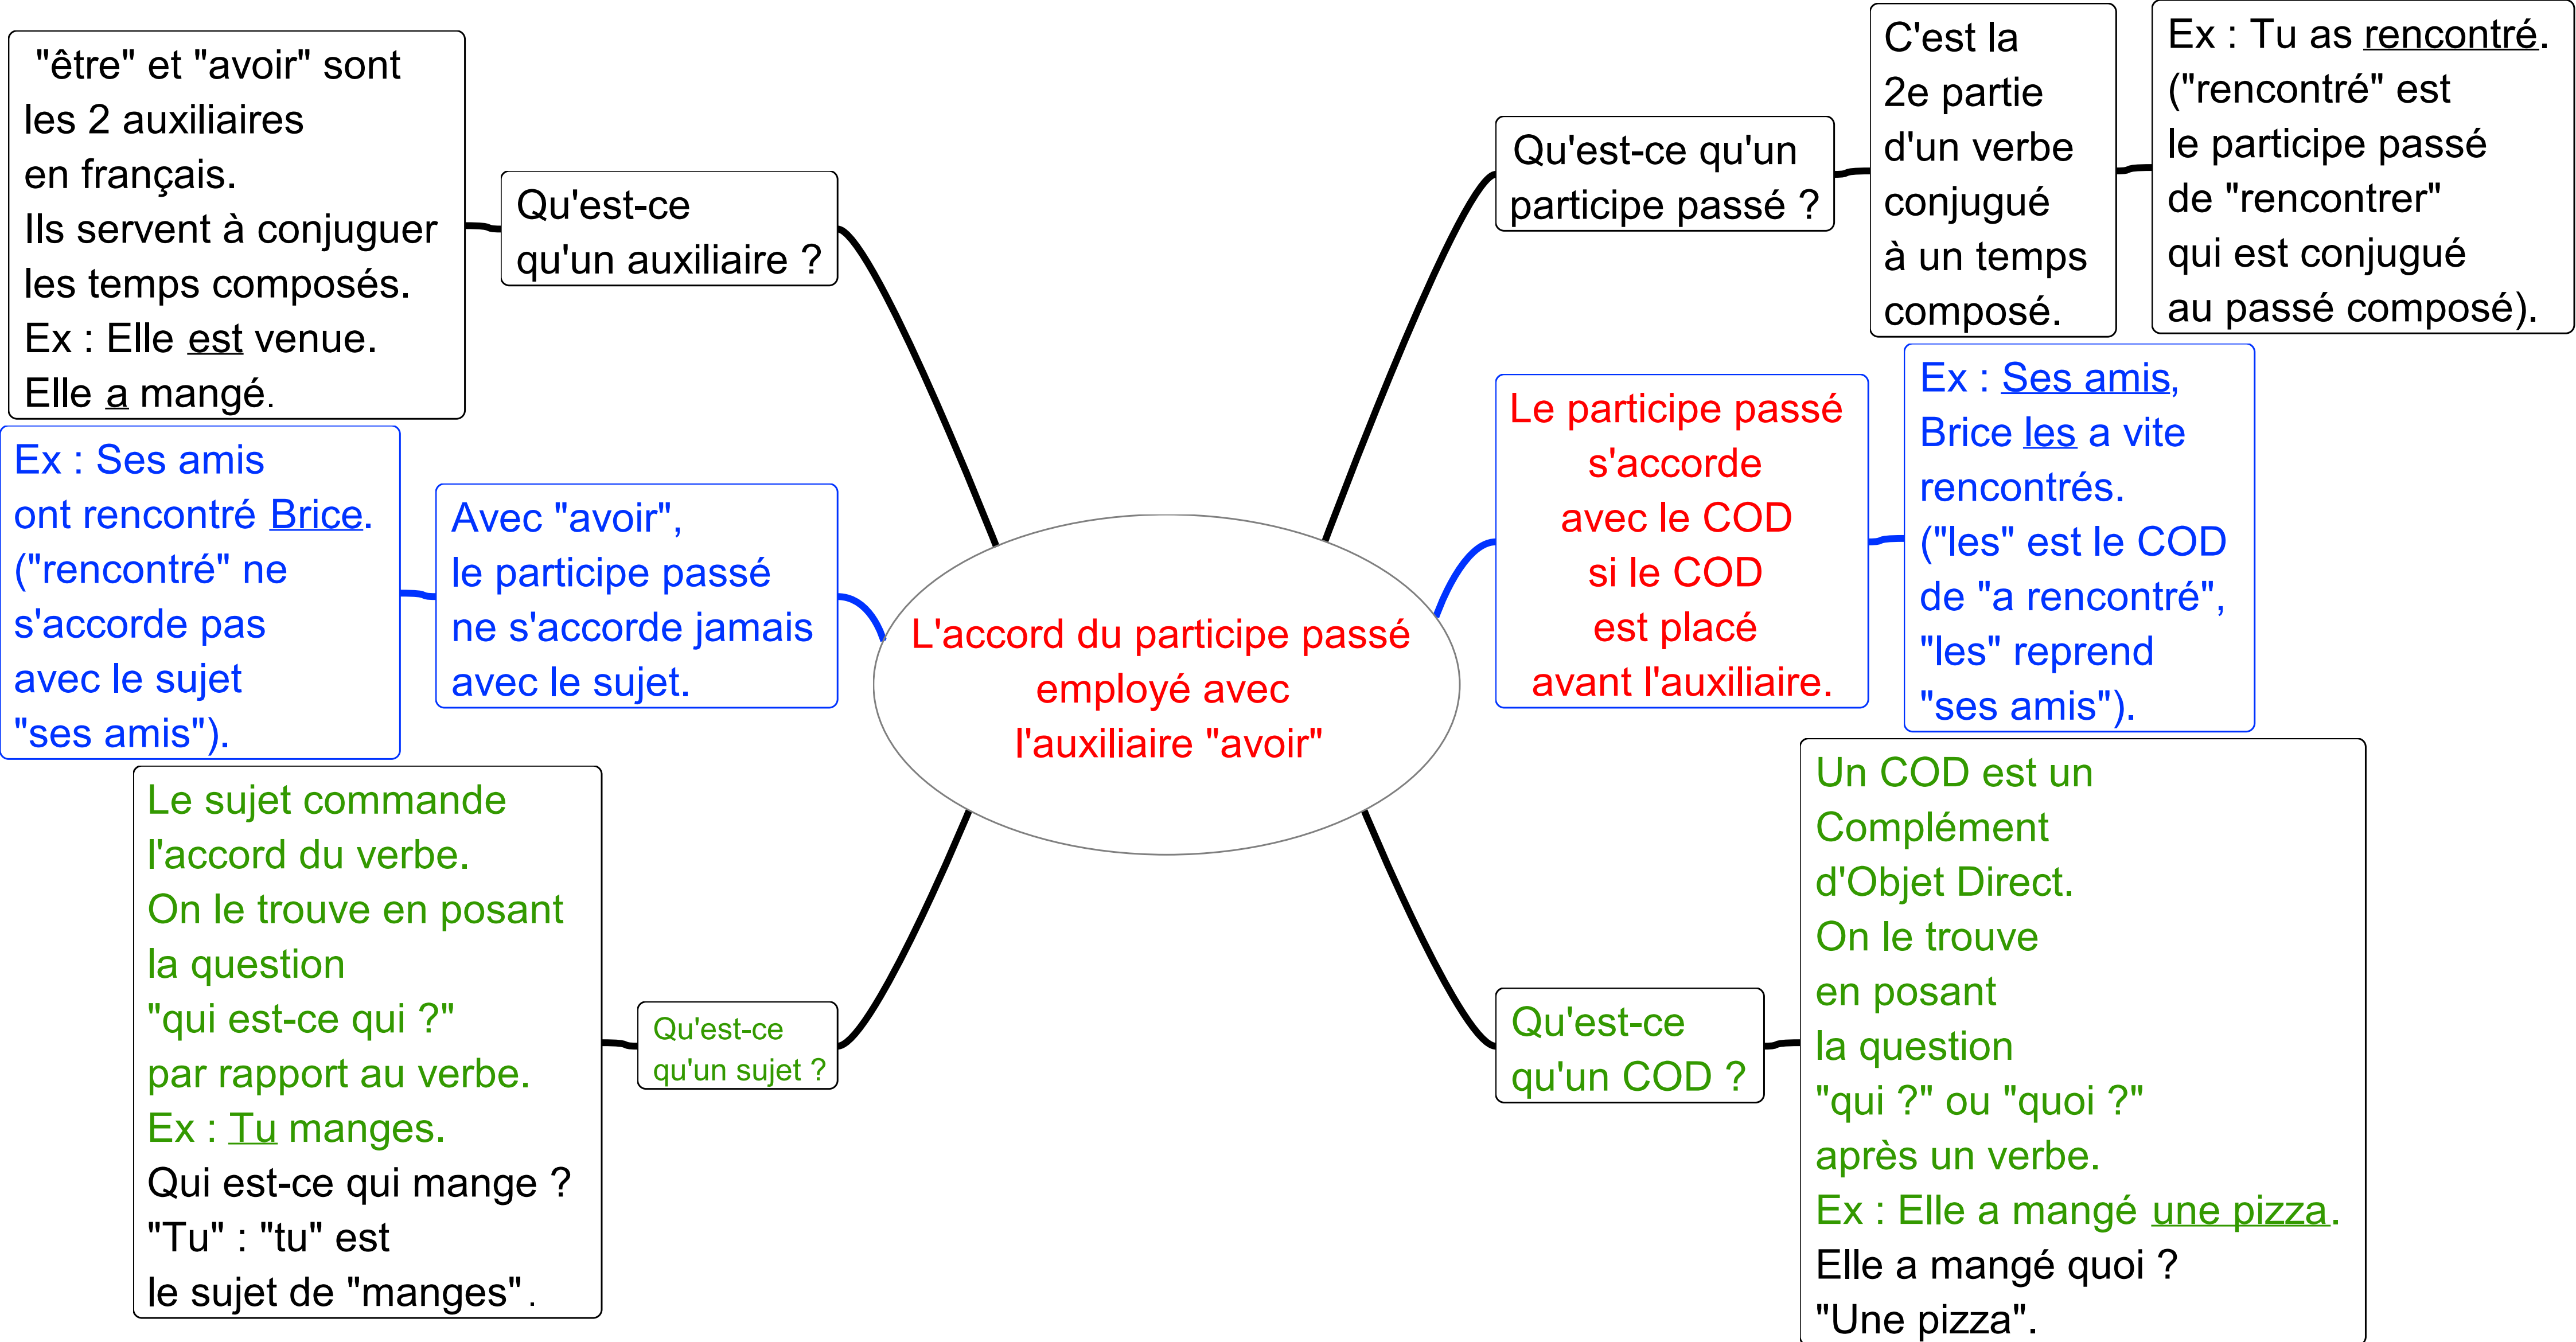 "être" et "avoir" sont
les 2 auxiliaires
en français.
Ils servent à conjuguer
les temps composés.
Ex : Elle est venue.
Elle a mangé.
Qu'est-ce
qu'un auxiliaire ?
Qu'est-ce qu'un
participe passé ?
C'est la
2e partie
d'un verbe
conjugué
à un temps
composé.
Ex : Tu as rencontré.
("rencontré" est
le participe passé
de "rencontrer"
qui est conjugué
au passé composé).
Ex : Ses amis
ont rencontré Brice.
("rencontré" ne
s'accorde pas
avec le sujet
"ses amis").
Avec "avoir",
le participe passé
ne s'accorde jamais
avec le sujet.
L'accord du participe passé
employé avec
l'auxiliaire "avoir"
Le participe passé
s'accorde
avec le COD
si le COD
est placé
avant l'auxiliaire.
Ex : Ses amis,
Brice les a vite
rencontrés.
("les" est le COD
de "a rencontré",
"les" reprend
"ses amis").
Le sujet commande
l'accord du verbe.
On le trouve en posant
la question
"qui est-ce qui ?"
par rapport au verbe.
Ex : Tu manges.
Qui est-ce qui mange ?
"Tu" : "tu" est
le sujet de "manges".
Qu'est-ce
qu'un sujet ?
Qu'est-ce
qu'un COD ?
Un COD est un
Complément
d'Objet Direct.
On le trouve
en posant
la question
"qui ?" ou "quoi ?"
après un verbe.
Ex : Elle a mangé une pizza.
Elle a mangé quoi ?
"Une pizza".